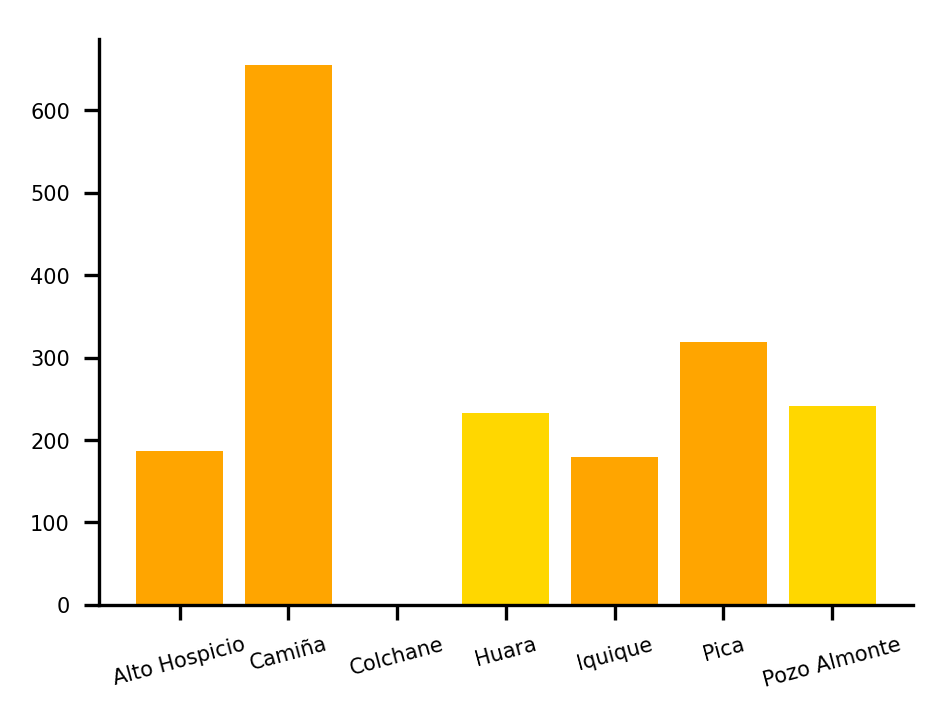 600
500
400
300
200
100
0
Alto Hospicio
Camiña
Colchane
Huara
Iquique
Pica
Pozo Almonte